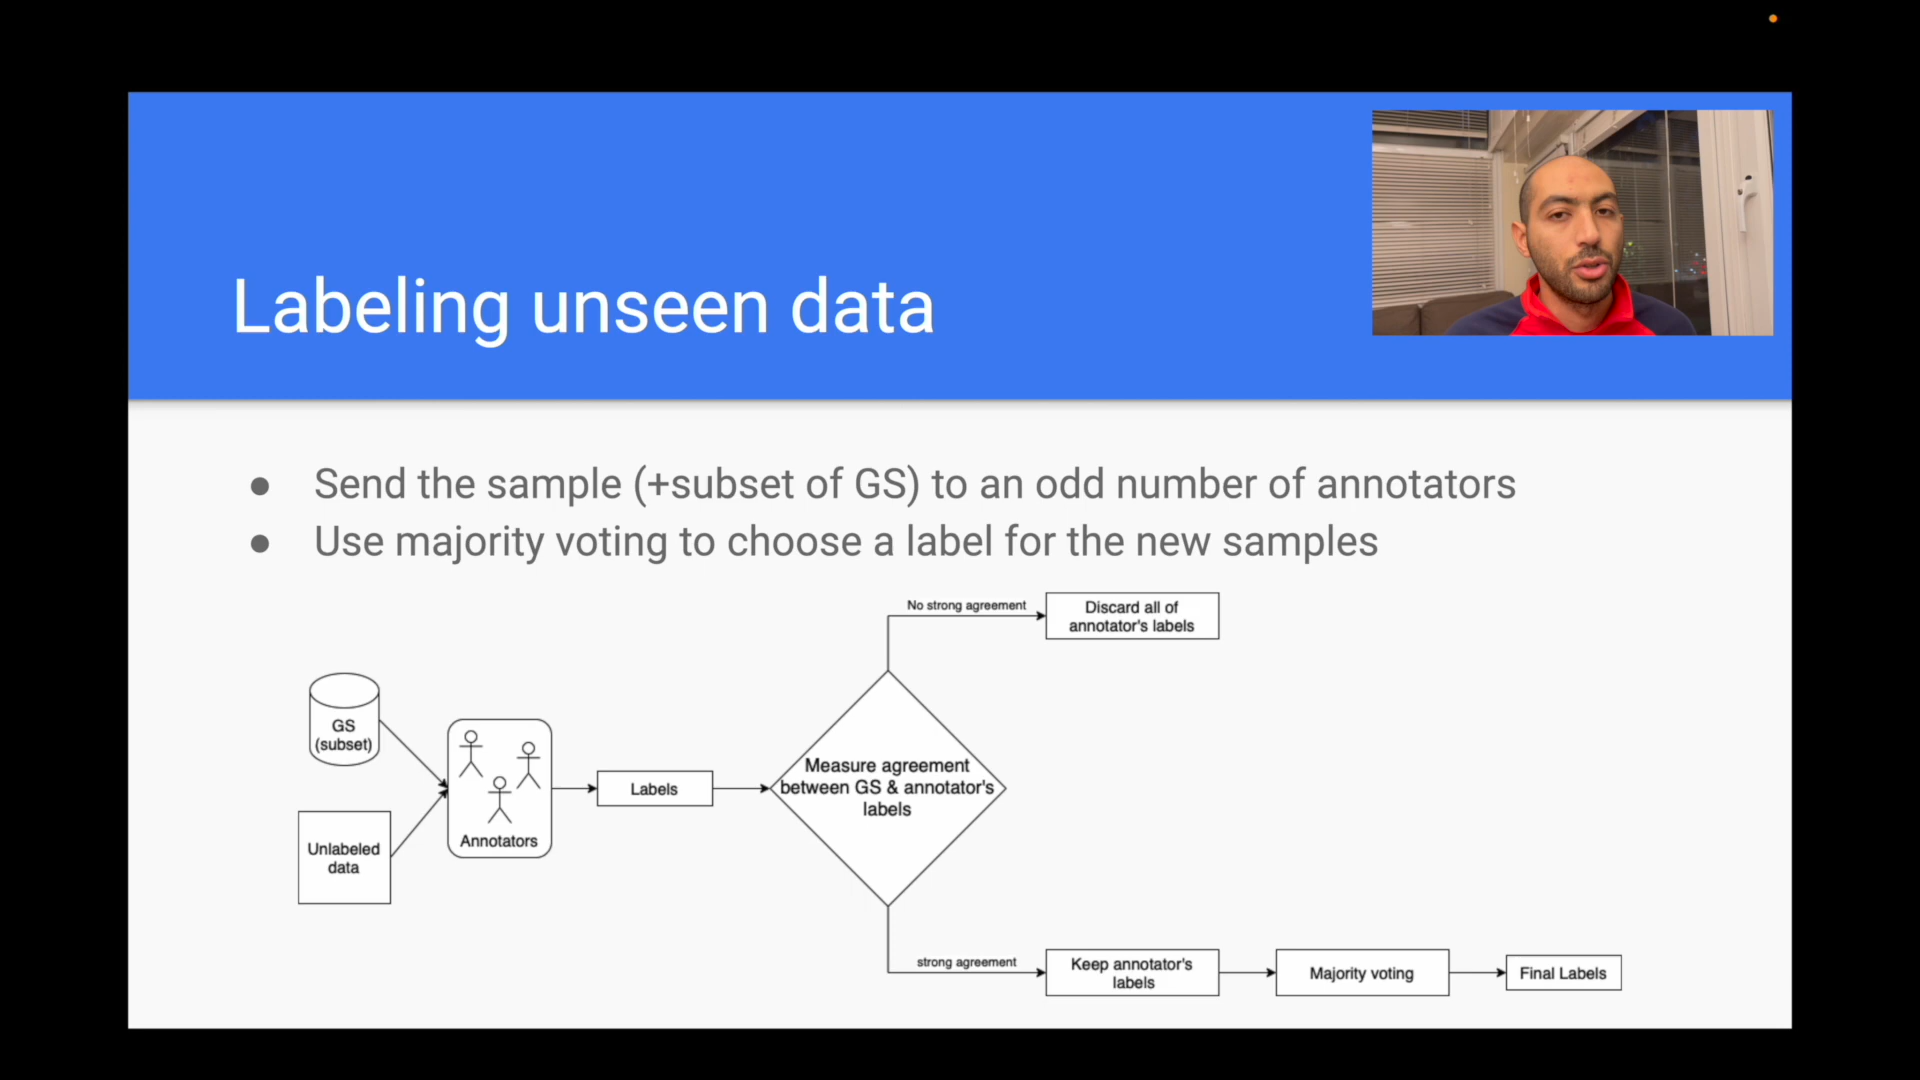 Labeling unseen data
● Send the sample (+subset of GS) to an odd number of annotators
● Use majority voting to choose a label for the new samples
No strong agreement
Discard all of
annotator's labels
GS
(subset)
Unlabeled
data
Annotators
Labels
Measure agreement
between GS & annotator's
labels
strong agreement
Keep annotator's
labels
Majority voting
Final Labels